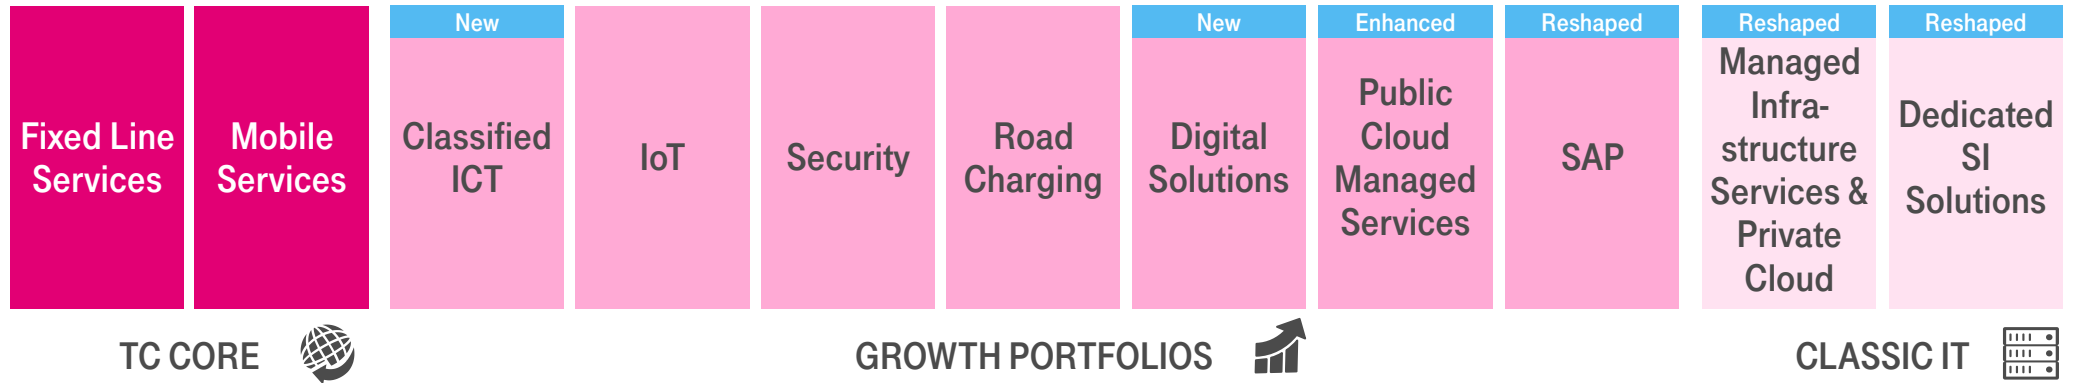 Fixed Line
Services
Mobile
Services
New
Classified
ICT
IoT
Security
Road
Charging
New
Digital
Solutions
Enhanced
Public
Cloud
Managed
Services
Reshaped
SAP
Reshaped
Managed
Infra-
structure
Services &
Private
Cloud
Reshaped
Dedicated
SI
Solutions
TC CORE
GROWTH PORTFOLIOS
CLASSIC IT